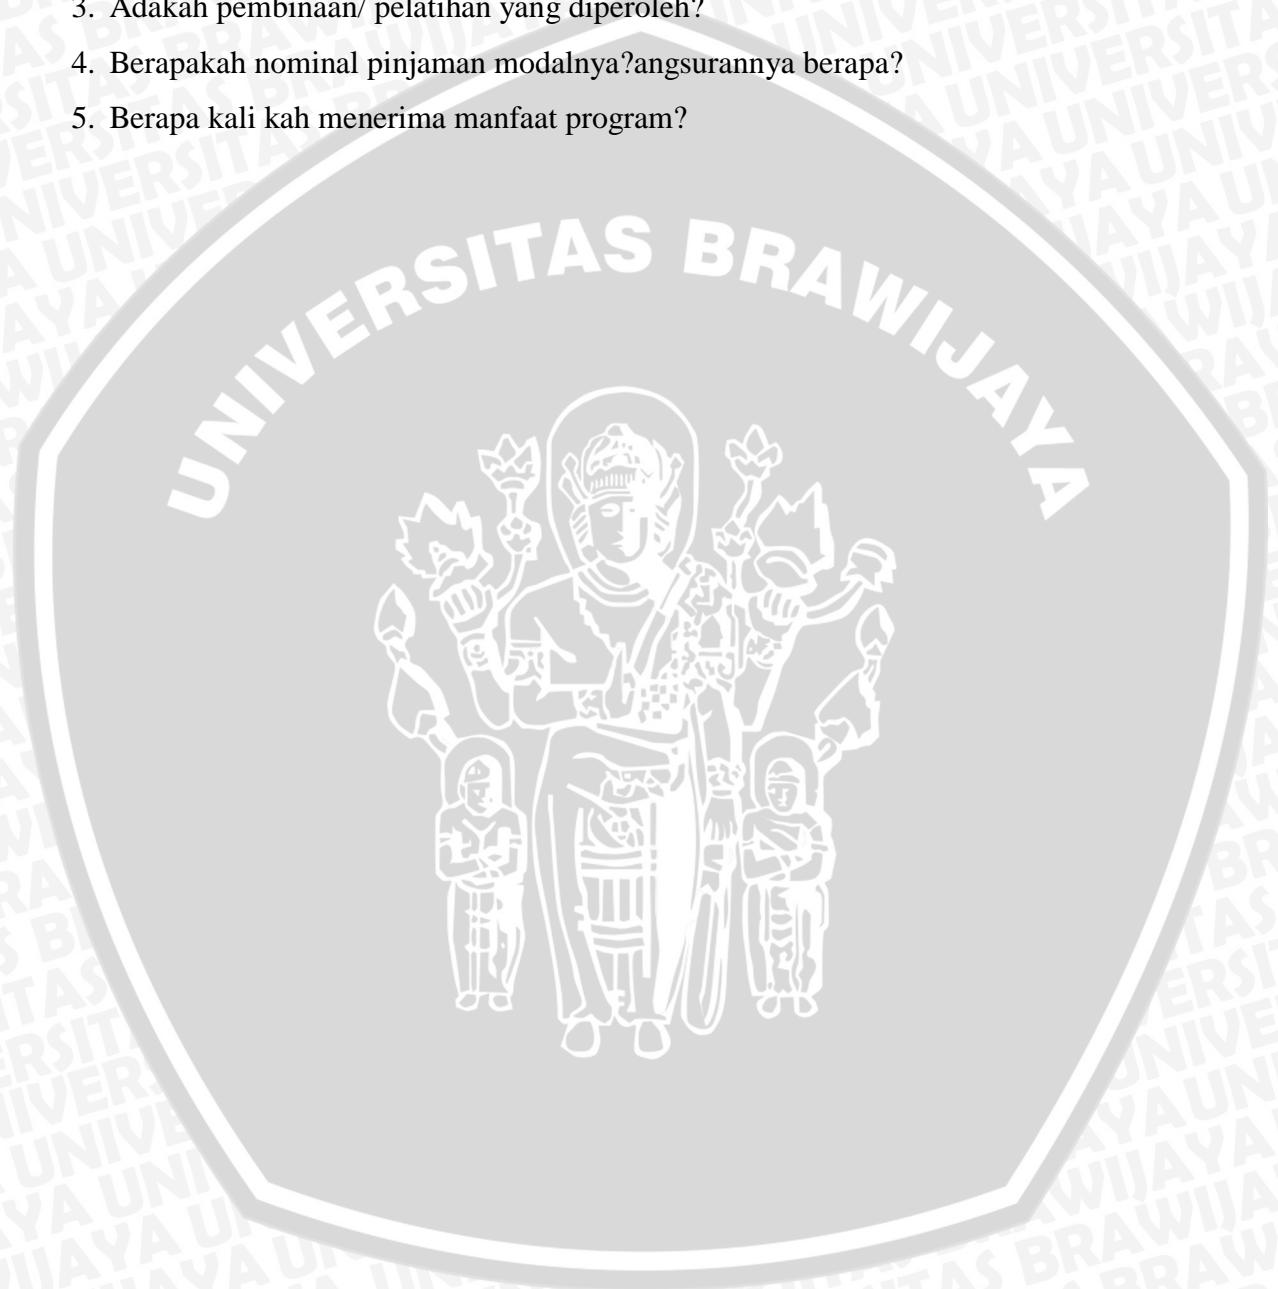 3. Adakah pembinaan/ pelatihan yang diperoleh?
4. Berapakah nominal pinjaman modalnya?angsurannya berapa?
5. Berapa kali kah menerima manfaat program?
UNIVERSITAS BRAWIJAYA